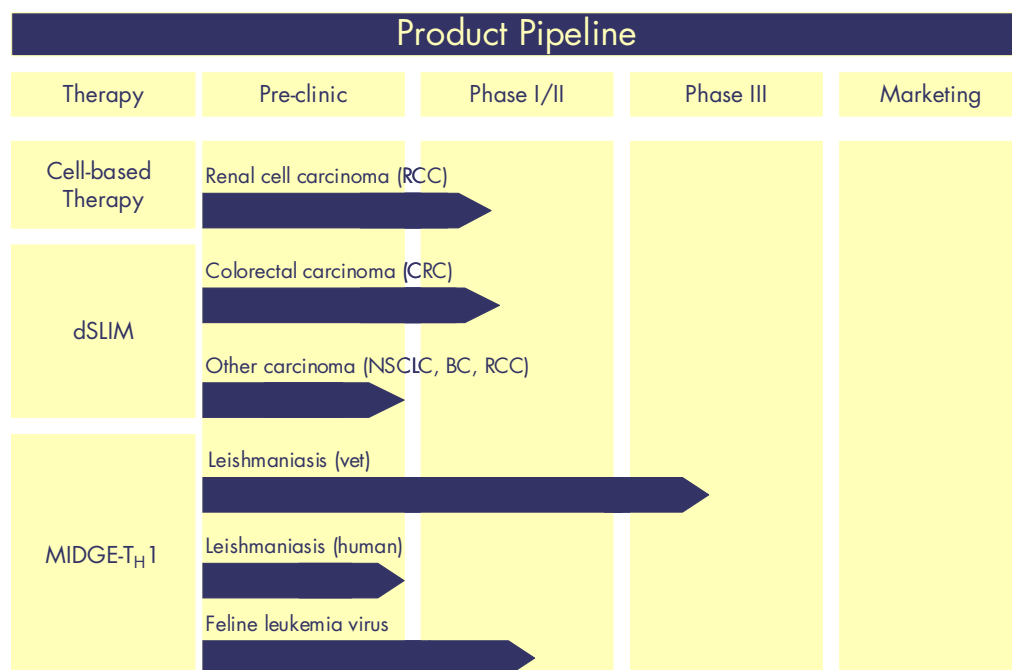 Product Pipeline
Therapy Pre-clinic Phase I/II Phase III Marketing
Cell-based
Therapy
Renal cell carcinoma (RCC)
dSLIM
Colorectal carcinoma (CRC)
Other carcinoma (NSCLC, BC, RCC)
MIDGE-TH1
Leishmaniasis (vet)
Leishmaniasis (human)
Feline leukemia virus